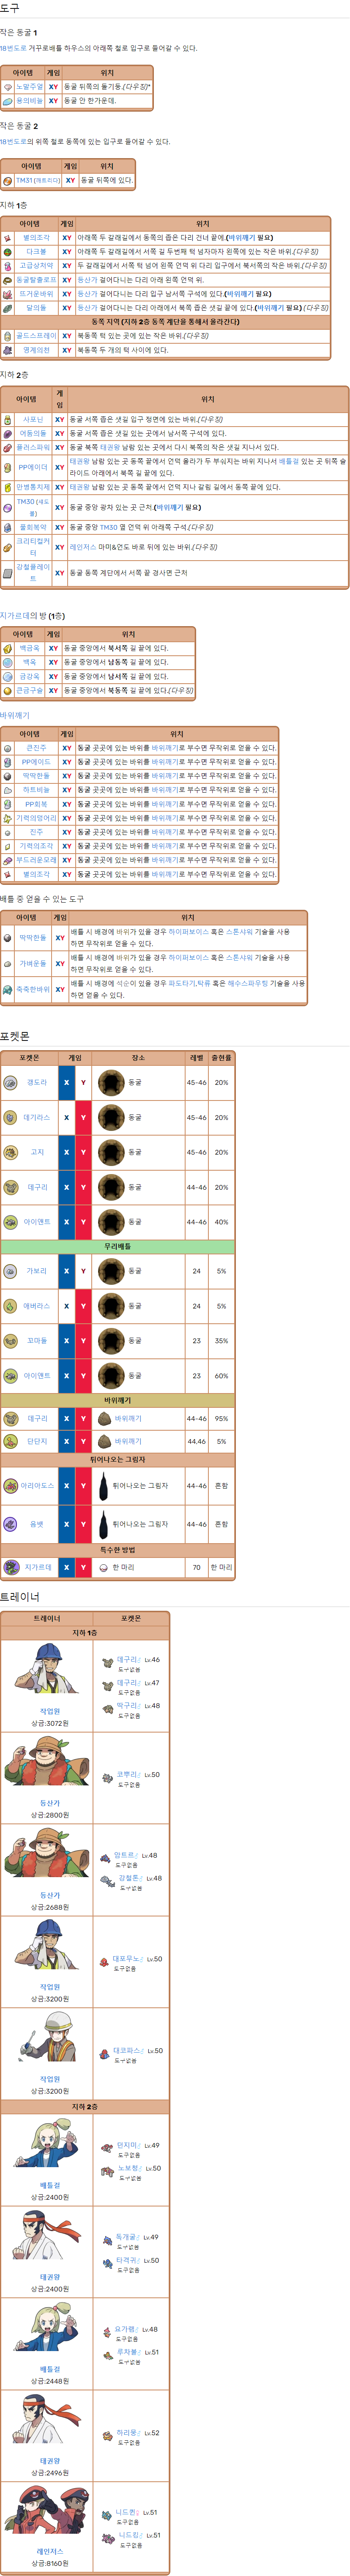 도구
작은 동굴 1
18번도로 거꾸로배틀 하우스의 아래쪽 철로 입구로 들어갈 수 있다.
아이템 게임 위치
노말주얼 XY 동굴 뒤쪽의 돌기둥.(다우징)*
용의비늘 XY 동굴 안 한가운데.
작은 동굴 2
18번도로의 위쪽 철로 동쪽에 있는 입구로 들어갈 수 있다.
아이템 게임 위치
TM31 (깨트리다) XY 동굴 뒤쪽에 있다.
지하 1층
아이템 게임 위치
별의조각 XY 아래쪽 두 갈래길에서 동쪽의 좁은 다리 건너 끝에.(바위깨기 필요)
다크볼 XY 아래쪽 두 갈래길에서 서쪽 길 두번째 턱 넘자마자 왼쪽에 있는 작은 바위.(다우징)
고급상처약 XY 두 갈래길에서 서쪽 턱 넘어 왼쪽 언덕 위 다리 입구에서 북서쪽의 작은 바위.(다우징)
동굴탈출로프 XY 등산가 걸어다니는 다리 아래 왼쪽 언덕 위.
뜨거운바위 XY 등산가 걸어다니는 다리 입구 남서쪽 구석에 있다.(바위깨기 필요)
달의돌 XY 등산가 걸어다니는 다리 아래에서 북쪽 좁은 샛길 끝에 있다.(바위깨기 필요) (다우징)
동쪽 지역 (지하 2층 동쪽 계단을 통해서 올라간다)
골드스프레이 XY 북동쪽 턱 있는 곳에 있는 작은 바위.(다우징)
명계의천 XY 북동쪽 두 개의 턱 사이에 있다.
지하 2층
아이템 게임 위치
사포닌 XY 동굴 서쪽 좁은 샛길 입구 정면에 있는 바위.(다우징)
어둠의돌 XY 동굴 서쪽 좁은 샛길 있는 곳에서 남서쪽 구석에 있다.
플러스파워 XY 동굴 북쪽 태권왕 남람 있는 곳에서 다시 북쪽의 작은 샛길 지나서 있다.
PP에이더 XY 태권왕 남람 있는 곳 동쪽 끝에서 언덕 올라가 두 부숴지는 바위 지나서 배틀걸 있는 곳 뒤쪽 슬
라이드 아래에서 북쪽 길 끝에 있다.
만병통치제 XY 태권왕 남람 있는 곳 동쪽 끝에서 언덕 지나 갈림 길에서 동쪽 끝에 있다.
TM30 (섀도볼) XY 동굴 중앙 광차 있는 곳 근처.(바위깨기 필요)
풀회복약 XY 동굴 중앙 TM30 옆 언덕 위 아래쪽 구석.(다우징)
크리티컬커터 XY 레인저스 마미&안도 바로 뒤에 있는 바위.(다우징)
강철플레이트 XY 동굴 동쪽 계단에서 서쪽 끝 경사면 근처
지가르데의 방 (1층)
아이템 게임 위치
백금옥 XY 동굴 중앙에서 북서쪽 길 끝에 있다.
백옥 XY 동굴 중앙에서 남동쪽 길 끝에 있다.
금강옥 XY 동굴 중앙에서 남서쪽 길 끝에 있다.
큰금구슬 XY 동굴 중앙에서 북동쪽 길 끝에 있다.(다우징)
바위깨기
아이템 게임 위치
큰진주 XY 동굴 곳곳에 있는 바위를 바위깨기로 부수면 무작위로 얻을 수 있다.
PP에이드 XY 동굴 곳곳에 있는 바위를 바위깨기로 부수면 무작위로 얻을 수 있다.
딱딱한돌 XY 동굴 곳곳에 있는 바위를 바위깨기로 부수면 무작위로 얻을 수 있다.
하트비늘 XY 동굴 곳곳에 있는 바위를 바위깨기로 부수면 무작위로 얻을 수 있다.
PP회복 XY 동굴 곳곳에 있는 바위를 바위깨기로 부수면 무작위로 얻을 수 있다.
기력의덩어리 XY 동굴 곳곳에 있는 바위를 바위깨기로 부수면 무작위로 얻을 수 있다.
진주 XY 동굴 곳곳에 있는 바위를 바위깨기로 부수면 무작위로 얻을 수 있다.
기력의조각 XY 동굴 곳곳에 있는 바위를 바위깨기로 부수면 무작위로 얻을 수 있다.
부드러운모래 XY 동굴 곳곳에 있는 바위를 바위깨기로 부수면 무작위로 얻을 수 있다.
별의조각 XY 동굴 곳곳에 있는 바위를 바위깨기로 부수면 무작위로 얻을 수 있다.
배틀 중 얻을 수 있는 도구
아이템 게임 위치
딱딱한돌 XY 배틀 시 배경에 바위가 있을 경우 하이퍼보이스 혹은 스톤샤워 기술을 사용
하면 무작위로 얻을 수 있다.
가벼운돌 XY 배틀 시 배경에 바위가 있을 경우 하이퍼보이스 혹은 스톤샤워 기술을 사용
하면 무작위로 얻을 수 있다.
축축한바위 XY 배틀 시 배경에 석순이 있을 경우 파도타기,탁류 혹은 해수스파우팅 기술을 사용
하면 얻을 수 있다.
포켓몬
포켓몬 게임 장소 레벨 출현율
갱도라 X Y 동굴 45-46 20%
데기라스 X Y 동굴 45-46 20%
고지 X Y 동굴 45-46 20%
데구리 X Y 동굴 44-46 20%
아이앤트 X Y 동굴 44-46 40%
무리배틀
가보리 X Y 동굴 24 5%
애버라스 X Y 동굴 24 5%
꼬마돌 X Y 동굴 23 35%
아이앤트 X Y 동굴 23 60%
바위깨기
데구리 X Y 바위깨기 44-46 95%
단단지 X Y 바위깨기 44,46 5%
튀어나오는 그림자
아리아도스 X Y 튀어나오는 그림자 44-46 흔함
음뱃 X Y 튀어나오는 그림자 44-46 흔함
특수한 방법
지가르데 X Y 한 마리 70 한 마리
트레이너
트레이너 포켓몬
지하 1층
데구리♂ Lv.46
도구없음
데구리♂ Lv.47
도구없음
딱구리♂ Lv.48
도구없음
작업원
상금:3072원
코뿌리♂ Lv.50
도구없음
등산가
상금:2800원
암트르♂ Lv.48
도구없음
강철톤♂ Lv.48
도구없음
등산가
상금:2688원
대포무노♂ Lv.50
도구없음
작업원
상금:3200원
대코파스♂ Lv.50
도구없음
작업원
상금:3200원
지하 2층
던지미♂ Lv.49
도구없음
노보청♂ Lv.50
도구없음
배틀걸
상금:2400원
독개굴♂ Lv.49
도구없음
타격귀♂ Lv.50
도구없음
태권왕
상금:2400원
요가램♂ Lv.48
도구없음
루차불♂ Lv.51
도구없음
배틀걸
상금:2448원
하리뭉♂ Lv.52
도구없음
태권왕
상금:2496원
니드퀸♀ Lv.51
도구없음
니드킹♂ Lv.51
도구없음
레인저스
상금:8160원